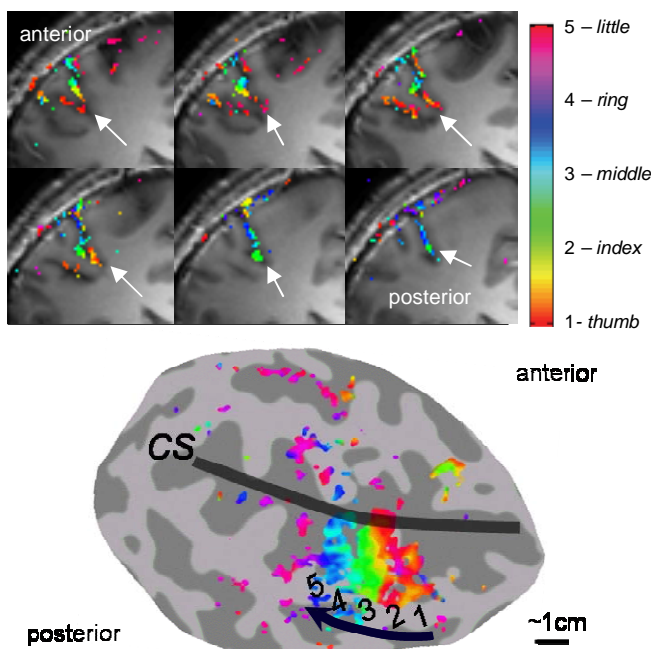 anterior
posterior
5 – little
4 – ring
3 – middle
2 – index
1- thumb
anterior
CS
5 4 3 2 1
posterior
~1cm